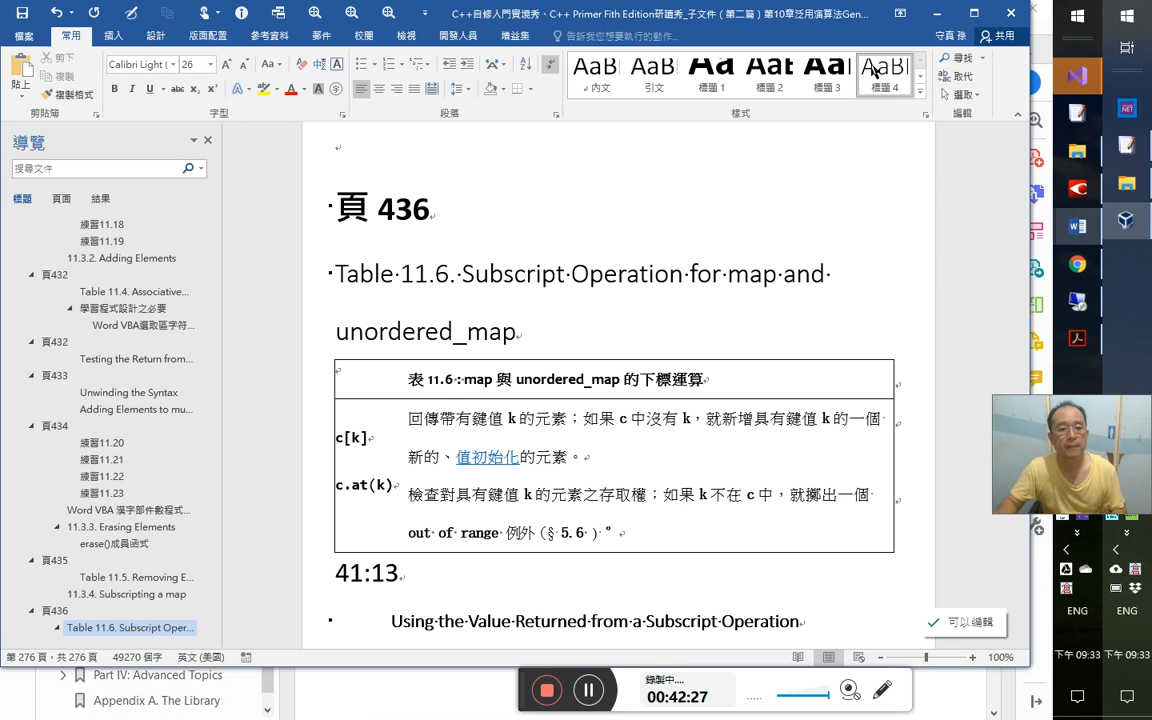 C++自修入門實境秀、C++ Primer Fith Edition研讀秀_子文件（第二篇）第10章泛用演算法Gen...
檔案 常用 插入 設計 版面配置 參考資料 郵件 校閱 檢視 開發人員 增益集 告訴我您想要執行的動作... 守真 孫 共用
貼上
剪下
複製
複製格式
Calibri Light ( 26
AaB AaB Aa AaE AaI AaBl
內文 引文 標題 1 標題 2 標題 3 標題 4
尋找
取代
選取
剪貼簿 字型 段落 樣式 編輯
導覽
搜尋文件
標題 頁面 結果
練習11.18
練習11.19
11.3.2. Adding Elements
頁432
Table 11.4. Associative...
學習程式設計之必要
Word VBA選取區字符...
頁432
Testing the Return from...
頁433
Unwinding the Syntax
Adding Elements to mu...
頁434
練習11.20
練習11.21
練習11.22
練習11.23
Word VBA 漢字部件數程式...
11.3.3. Erasing Elements
erase()成員函式
頁435
Table 11.5. Removing E...
11.3.4. Subscripting a map
頁436
Table 11.6. Subscript Oper...
頁 436
Table 11.6. Subscript Operation for map and
unordered_map
表 11.6 : map 與 unordered_map 的下標運算
c[k]
回傳帶有鍵值 k 的元素；如果 c 中沒有 k，就新增具有鍵值 k 的一個
新的、值初始化的元素。
c.at(k)
檢查對具有鍵值 k 的元素之存取權；如果 k 不在 c 中，就擲出一個
out of range 例外（§ 5.6 ）。
41:13
Using the Value Returned from a Subscript Operation
可以編輯
第 276 頁，共 276 頁 49270 個字 英文 (美國) 100%
Part IV: Advanced Topics
Appendix A. The Library
錄製中....
00:42:27
ENG ENG
下午 09:33 下午 09:33